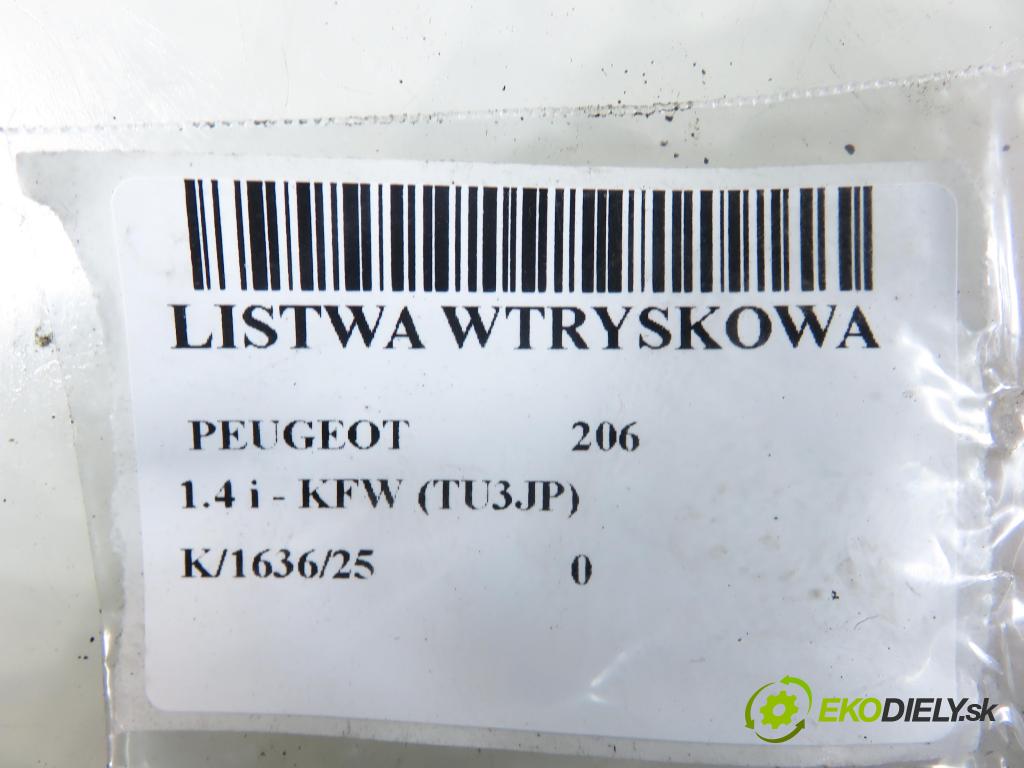 LISTWA WTRYSKOWA
PEUGEOT 206
1.4 i - KFW (TU3JP)
K/1636/25 0
EKODIELY.sk